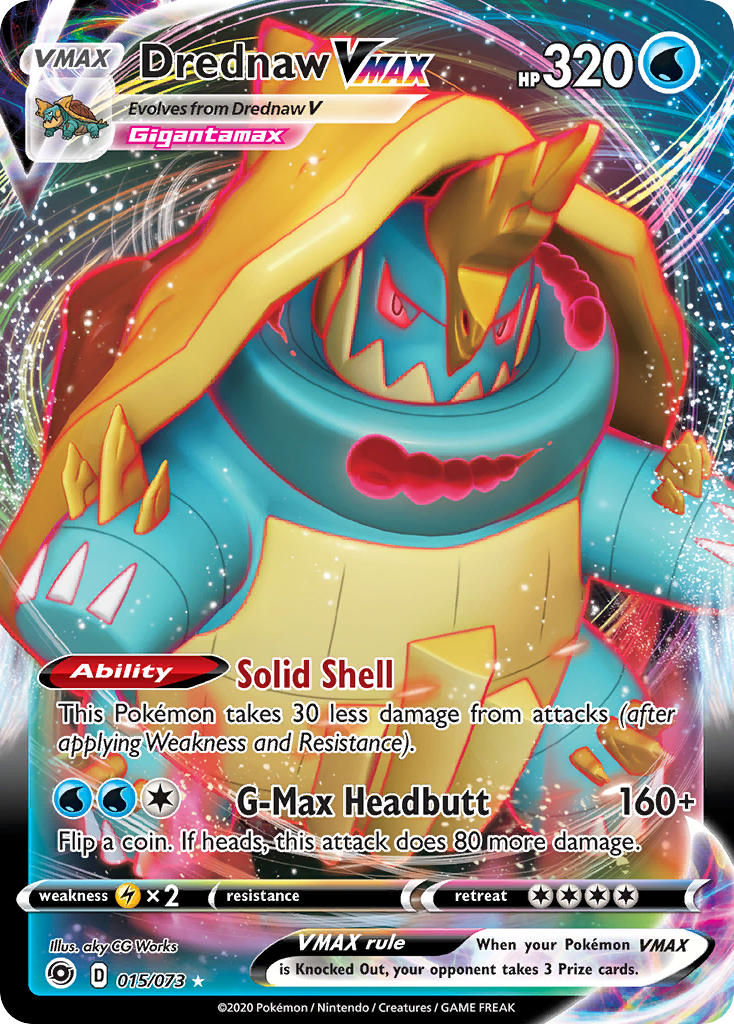 VMAX
Drednaw VMAX
HP 320
Evolves from Drednaw V
Gigantamax
Ability Solid Shell
This Pokémon takes 30 less damage from attacks (after
applying Weakness and Resistance).
G-Max Headbutt 160+
Flip a coin. If heads, this attack does 80 more damage.
weakness ×2 resistance retreat
Illus. aky CG Works
VMAX rule When your Pokémon VMAX
is Knocked Out, your opponent takes 3 Prize cards.
D 015/073 ★
©2020 Pokémon / Nintendo / Creatures / GAME FREAK